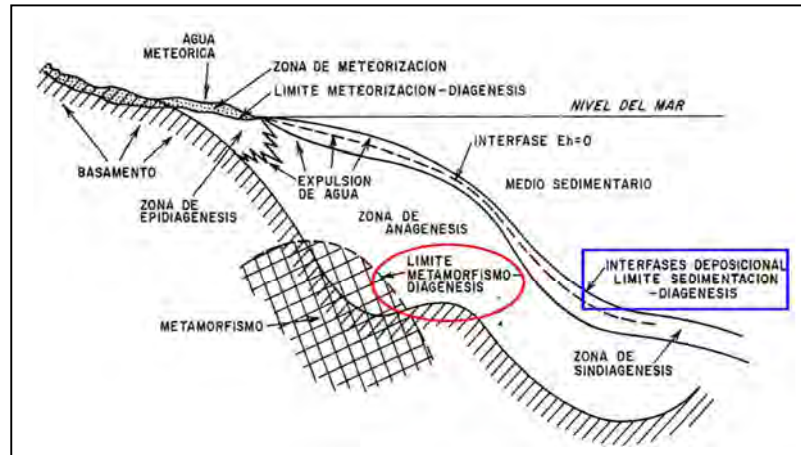 AGUA
METEÓRICA
ZONA DE METEORIZACION
LIMITE METEORIZACION-DIAGENESIS
NIVEL DEL MAR
INTERFASE Eh=0
BASAMENTO
EXPULSION
DE AGUA
MEDIO SEDIMENTARIO
ZONA DE
EPIDIAGENESIS
ZONA DE
ANAGENESIS
LIMITE
METAMORFISMO-
DIAGENESIS
INTERFASES DEPOSICIONAL
LIMITE SEDIMENTACION
-DIAGENESIS
METAMORFISMO
ZONA DE
SINDIAGENESIS